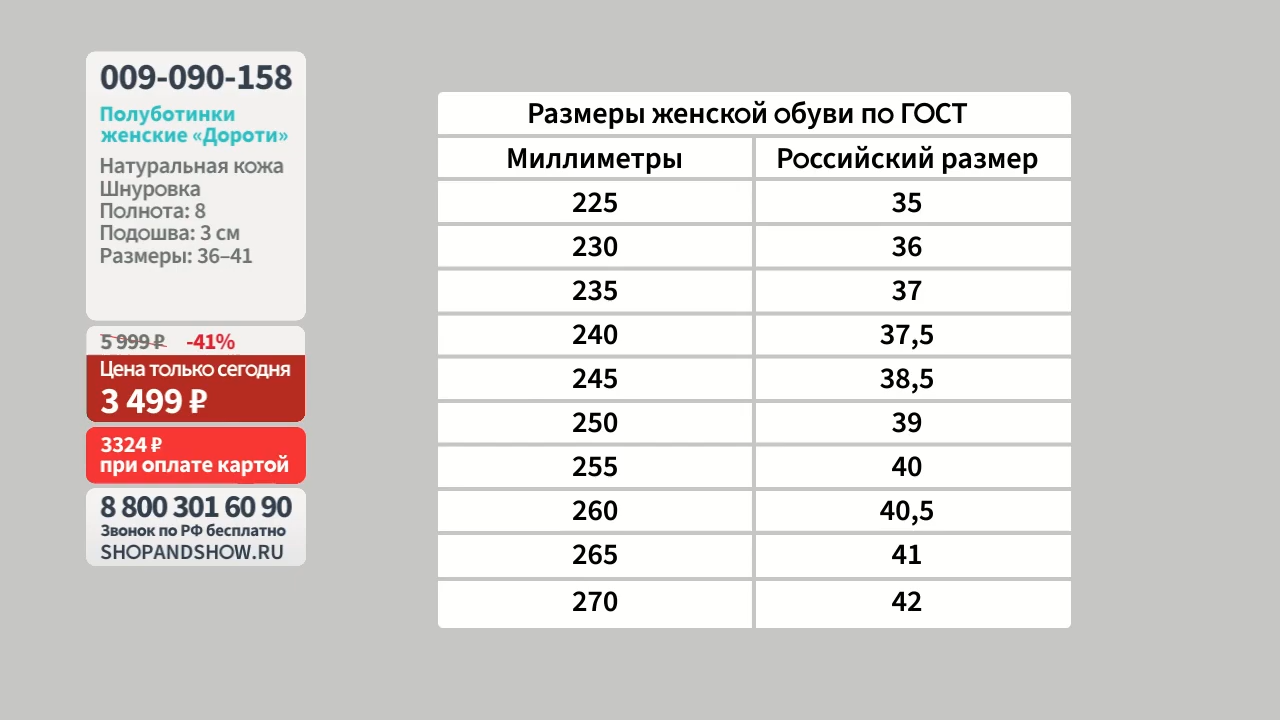 009-090-158
Полуботинки
женские «Дороти»
Натуральная кожа
Шнуровка
Полнота: 8
Подошва: 3 см
Размеры: 36–41
5 999 ₽ -41%
Цена только сегодня
3 499 ₽
3324 ₽
при оплате картой
8 800 301 60 90
Звонок по РФ бесплатно
SHOPANDSHOW.RU
Размеры женской обуви по ГОСТ
Миллиметры Российский размер
225 35
230 36
235 37
240 37,5
245 38,5
250 39
255 40
260 40,5
265 41
270 42